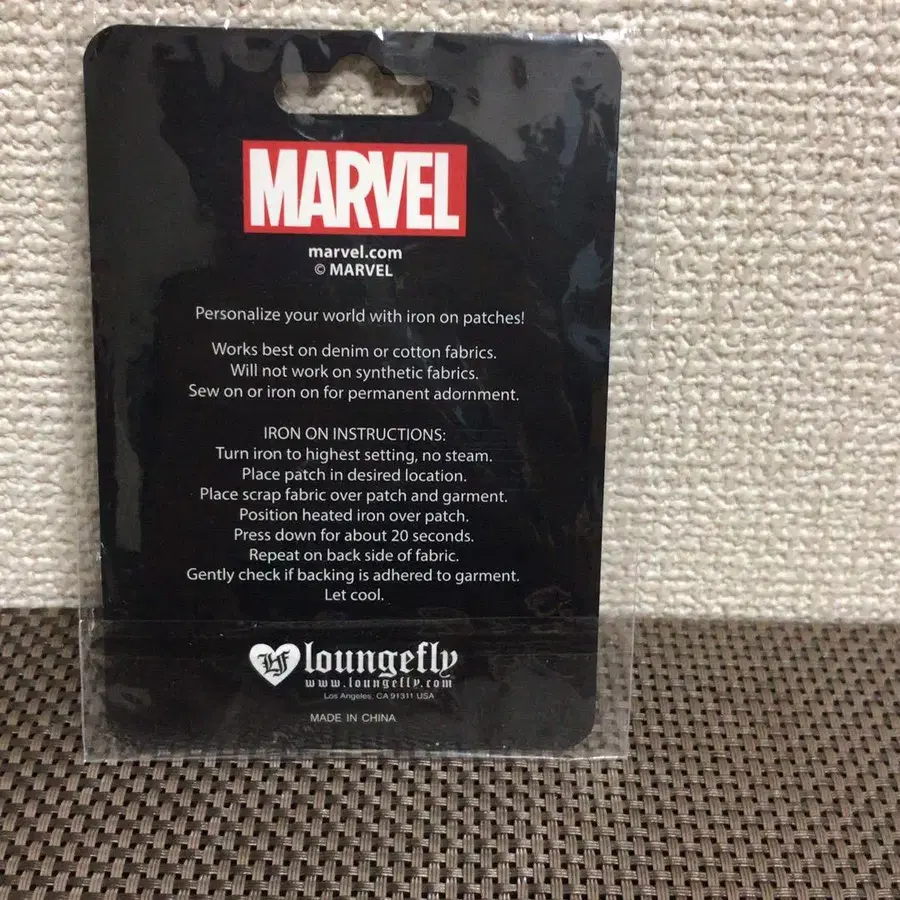 MARVEL
marvel.com
© MARVEL
Personalize your world with iron on patches!
Works best on denim or cotton fabrics.
Will not work on synthetic fabrics.
Sew on or iron on for permanent adornment.
IRON ON INSTRUCTIONS:
Turn iron to highest setting, no steam.
Place patch in desired location.
Place scrap fabric over patch and garment.
Position heated iron over patch.
Press down for about 20 seconds.
Repeat on back side of fabric.
Gently check if backing is adhered to garment.
Let cool.
LF loungefly
www.loungefly.com
Los Angeles, CA 91311 USA
MADE IN CHINA